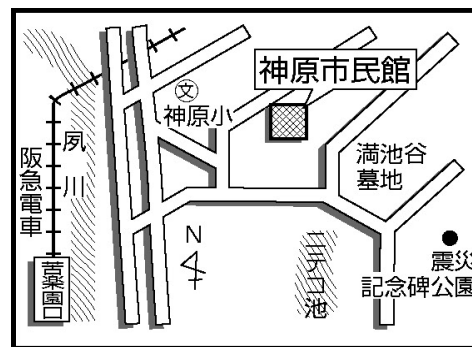 神原市民館
文
神原小
夙川
阪急電車
満池谷
墓地
N
ニテコ池
震災
記念碑公園
苦楽園口